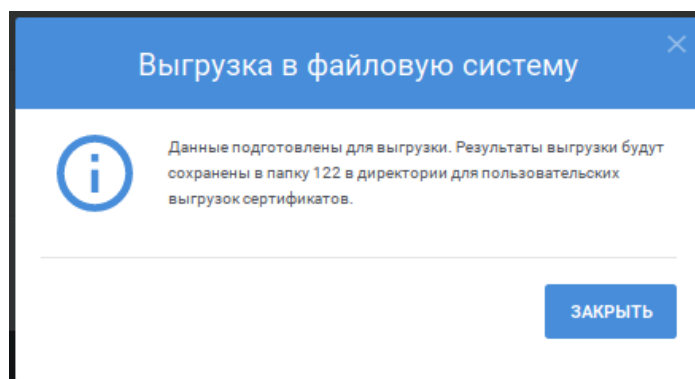 Выгрузка в файловую систему
Данные подготовлены для выгрузки. Результаты выгрузки будут
сохранены в папку 122 в директории для пользовательских
выгрузок сертификатов.
ЗАКРЫТЬ